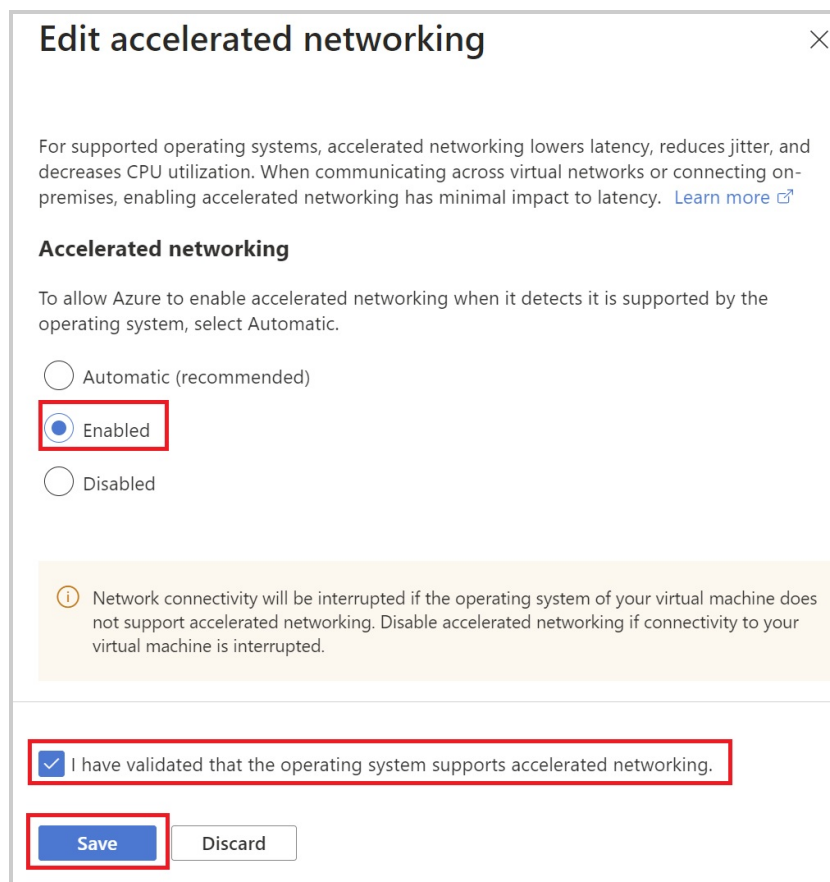 Edit accelerated networking
For supported operating systems, accelerated networking lowers latency, reduces jitter, and
decreases CPU utilization. When communicating across virtual networks or connecting on-
premises, enabling accelerated networking has minimal impact to latency. Learn more
Accelerated networking
To allow Azure to enable accelerated networking when it detects it is supported by the
operating system, select Automatic.
Automatic (recommended)
Enabled
Disabled
Network connectivity will be interrupted if the operating system of your virtual machine does
not support accelerated networking. Disable accelerated networking if connectivity to your
virtual machine is interrupted.
I have validated that the operating system supports accelerated networking.
Save Discard